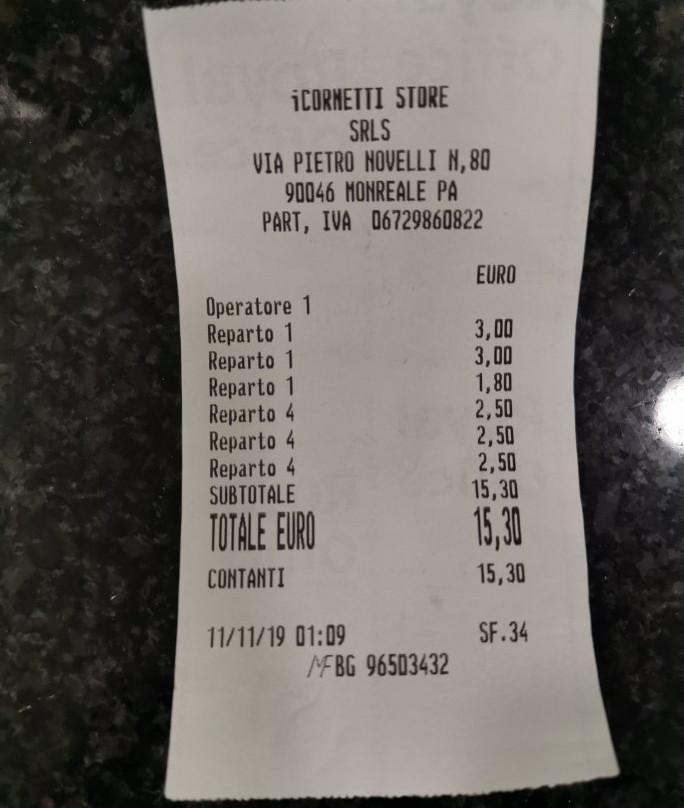 iCORNETTI STORE
SRLS
VIA PIETRO NOVELLI N,80
90046 MONREALE PA
PART, IVA 06729860822
EURO
Operatore 1
Reparto 1 3,00
Reparto 1 3,00
Reparto 1 1,80
Reparto 4 2,50
Reparto 4 2,50
Reparto 4 2,50
SUBTOTALE 15,30
TOTALE EURO 15,30
CONTANTI 15,30
11/11/19 01:09 SF.34
MFBG 96503432